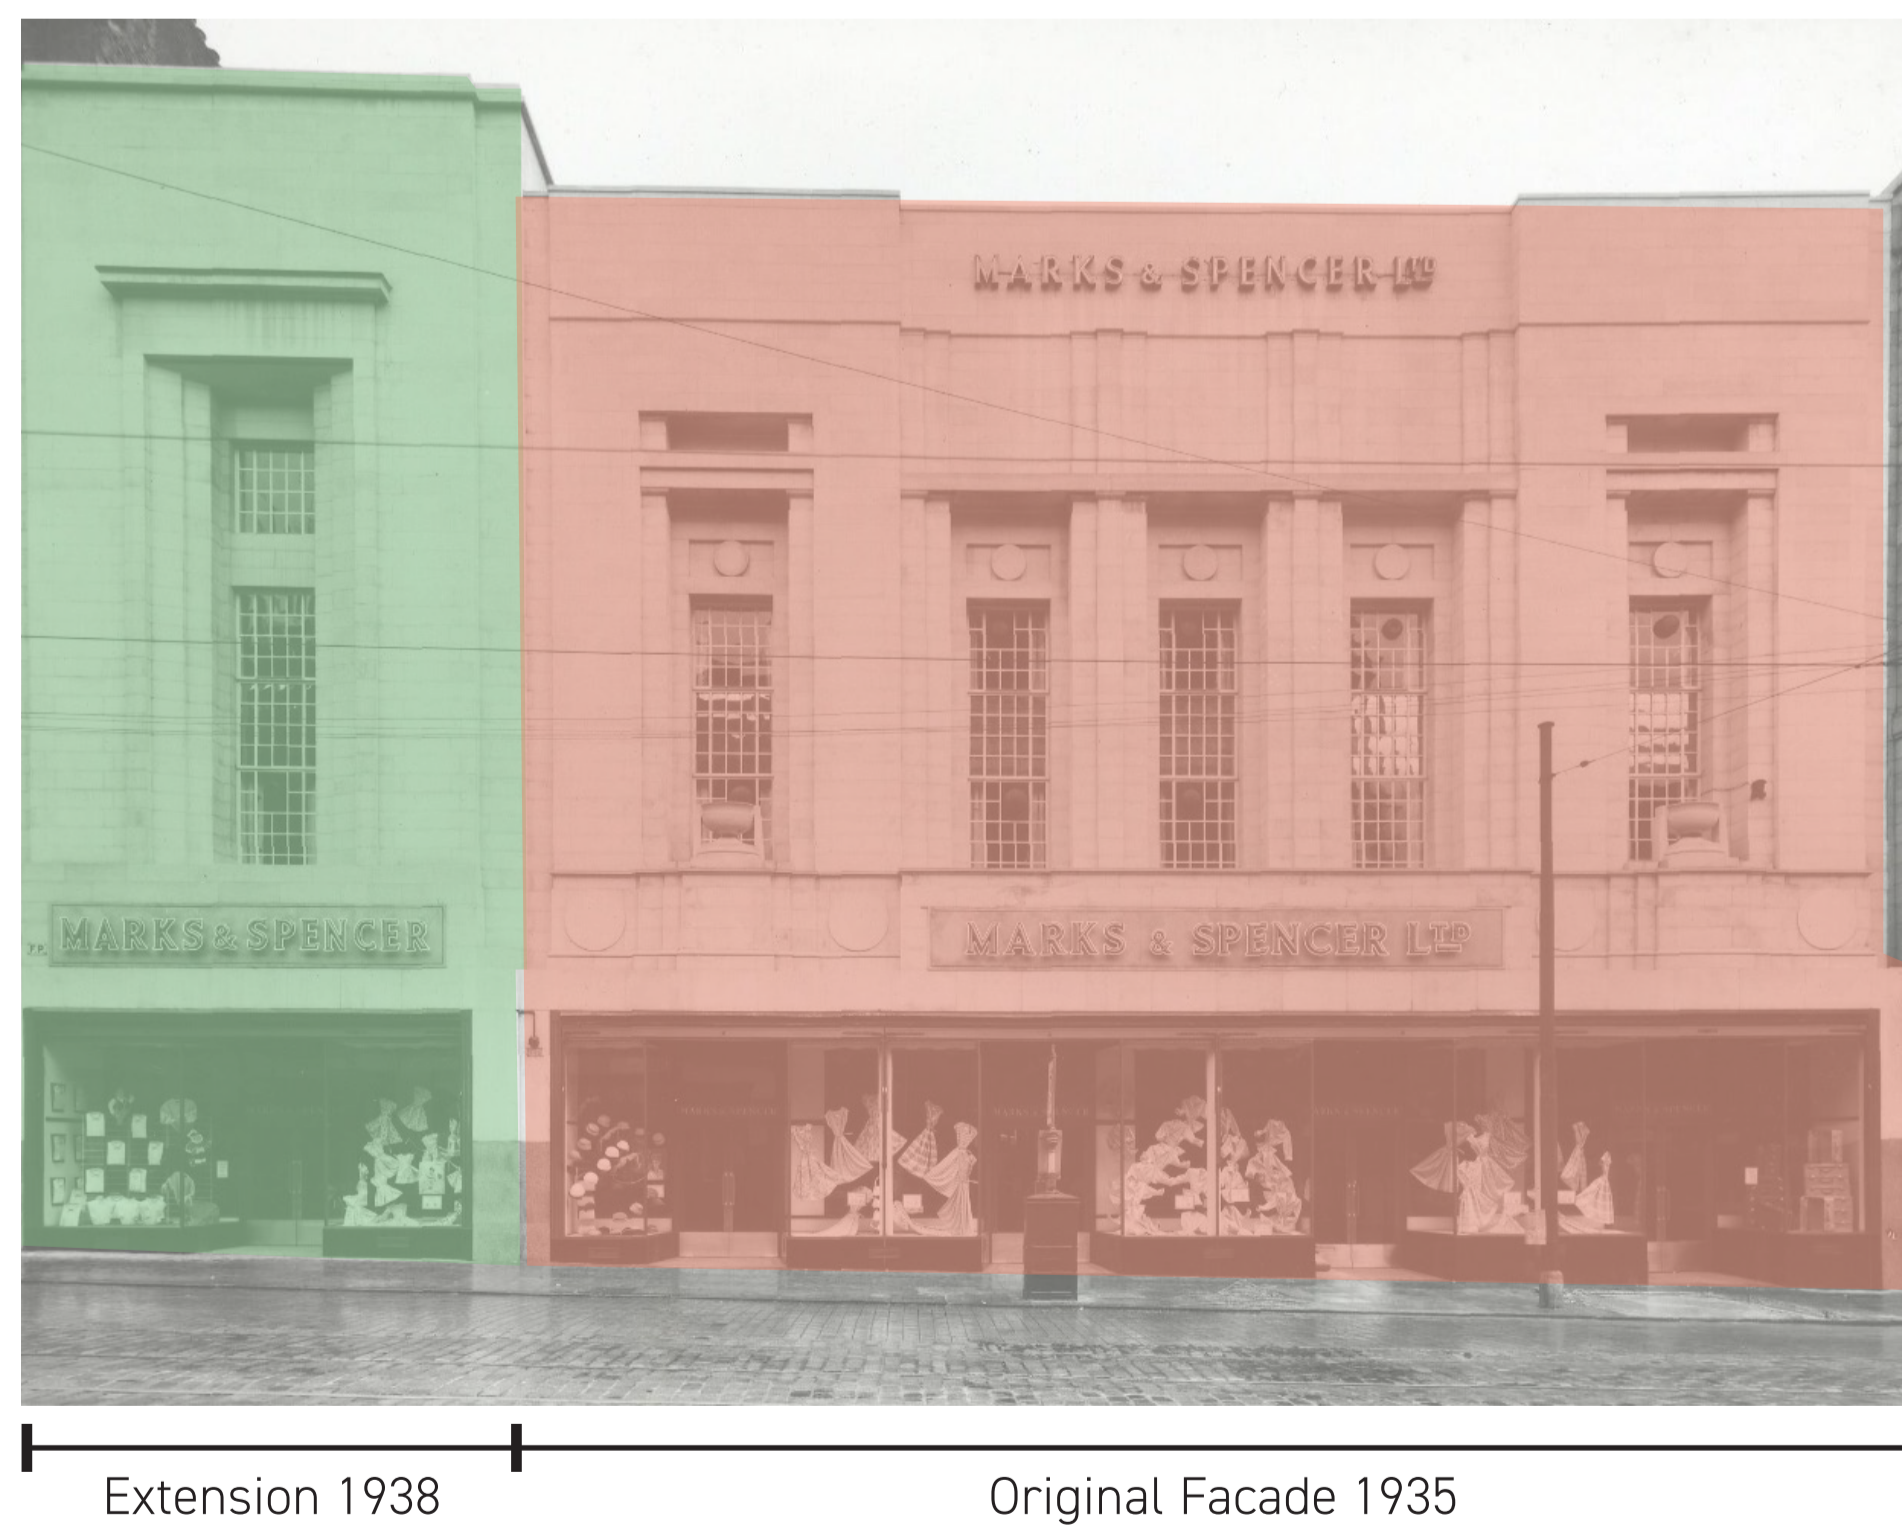 MARKS & SPENCER LTD
MARKS & SPENCER
MARKS & SPENCER LTD
Extension 1938
Original Facade 1935